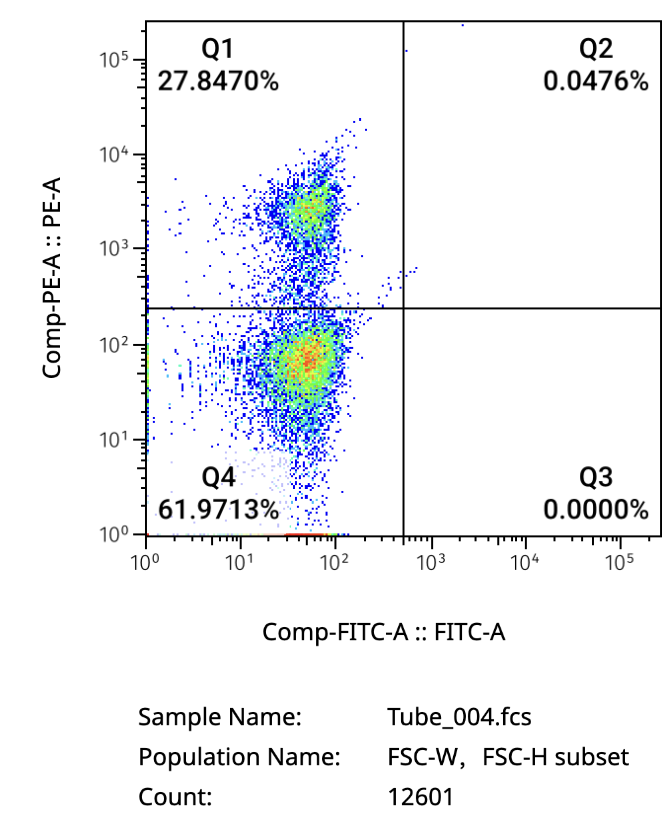 Q1
27.8470%
Q2
0.0476%
Q4
61.9713%
Q3
0.0000%
10⁵
10⁴
10³
10²
10¹
10⁰
Comp-PE-A :: PE-A
10⁰ 10¹ 10² 10³ 10⁴ 10⁵
Comp-FITC-A :: FITC-A
Sample Name: Tube_004.fcs
Population Name: FSC-W，FSC-H subset
Count: 12601